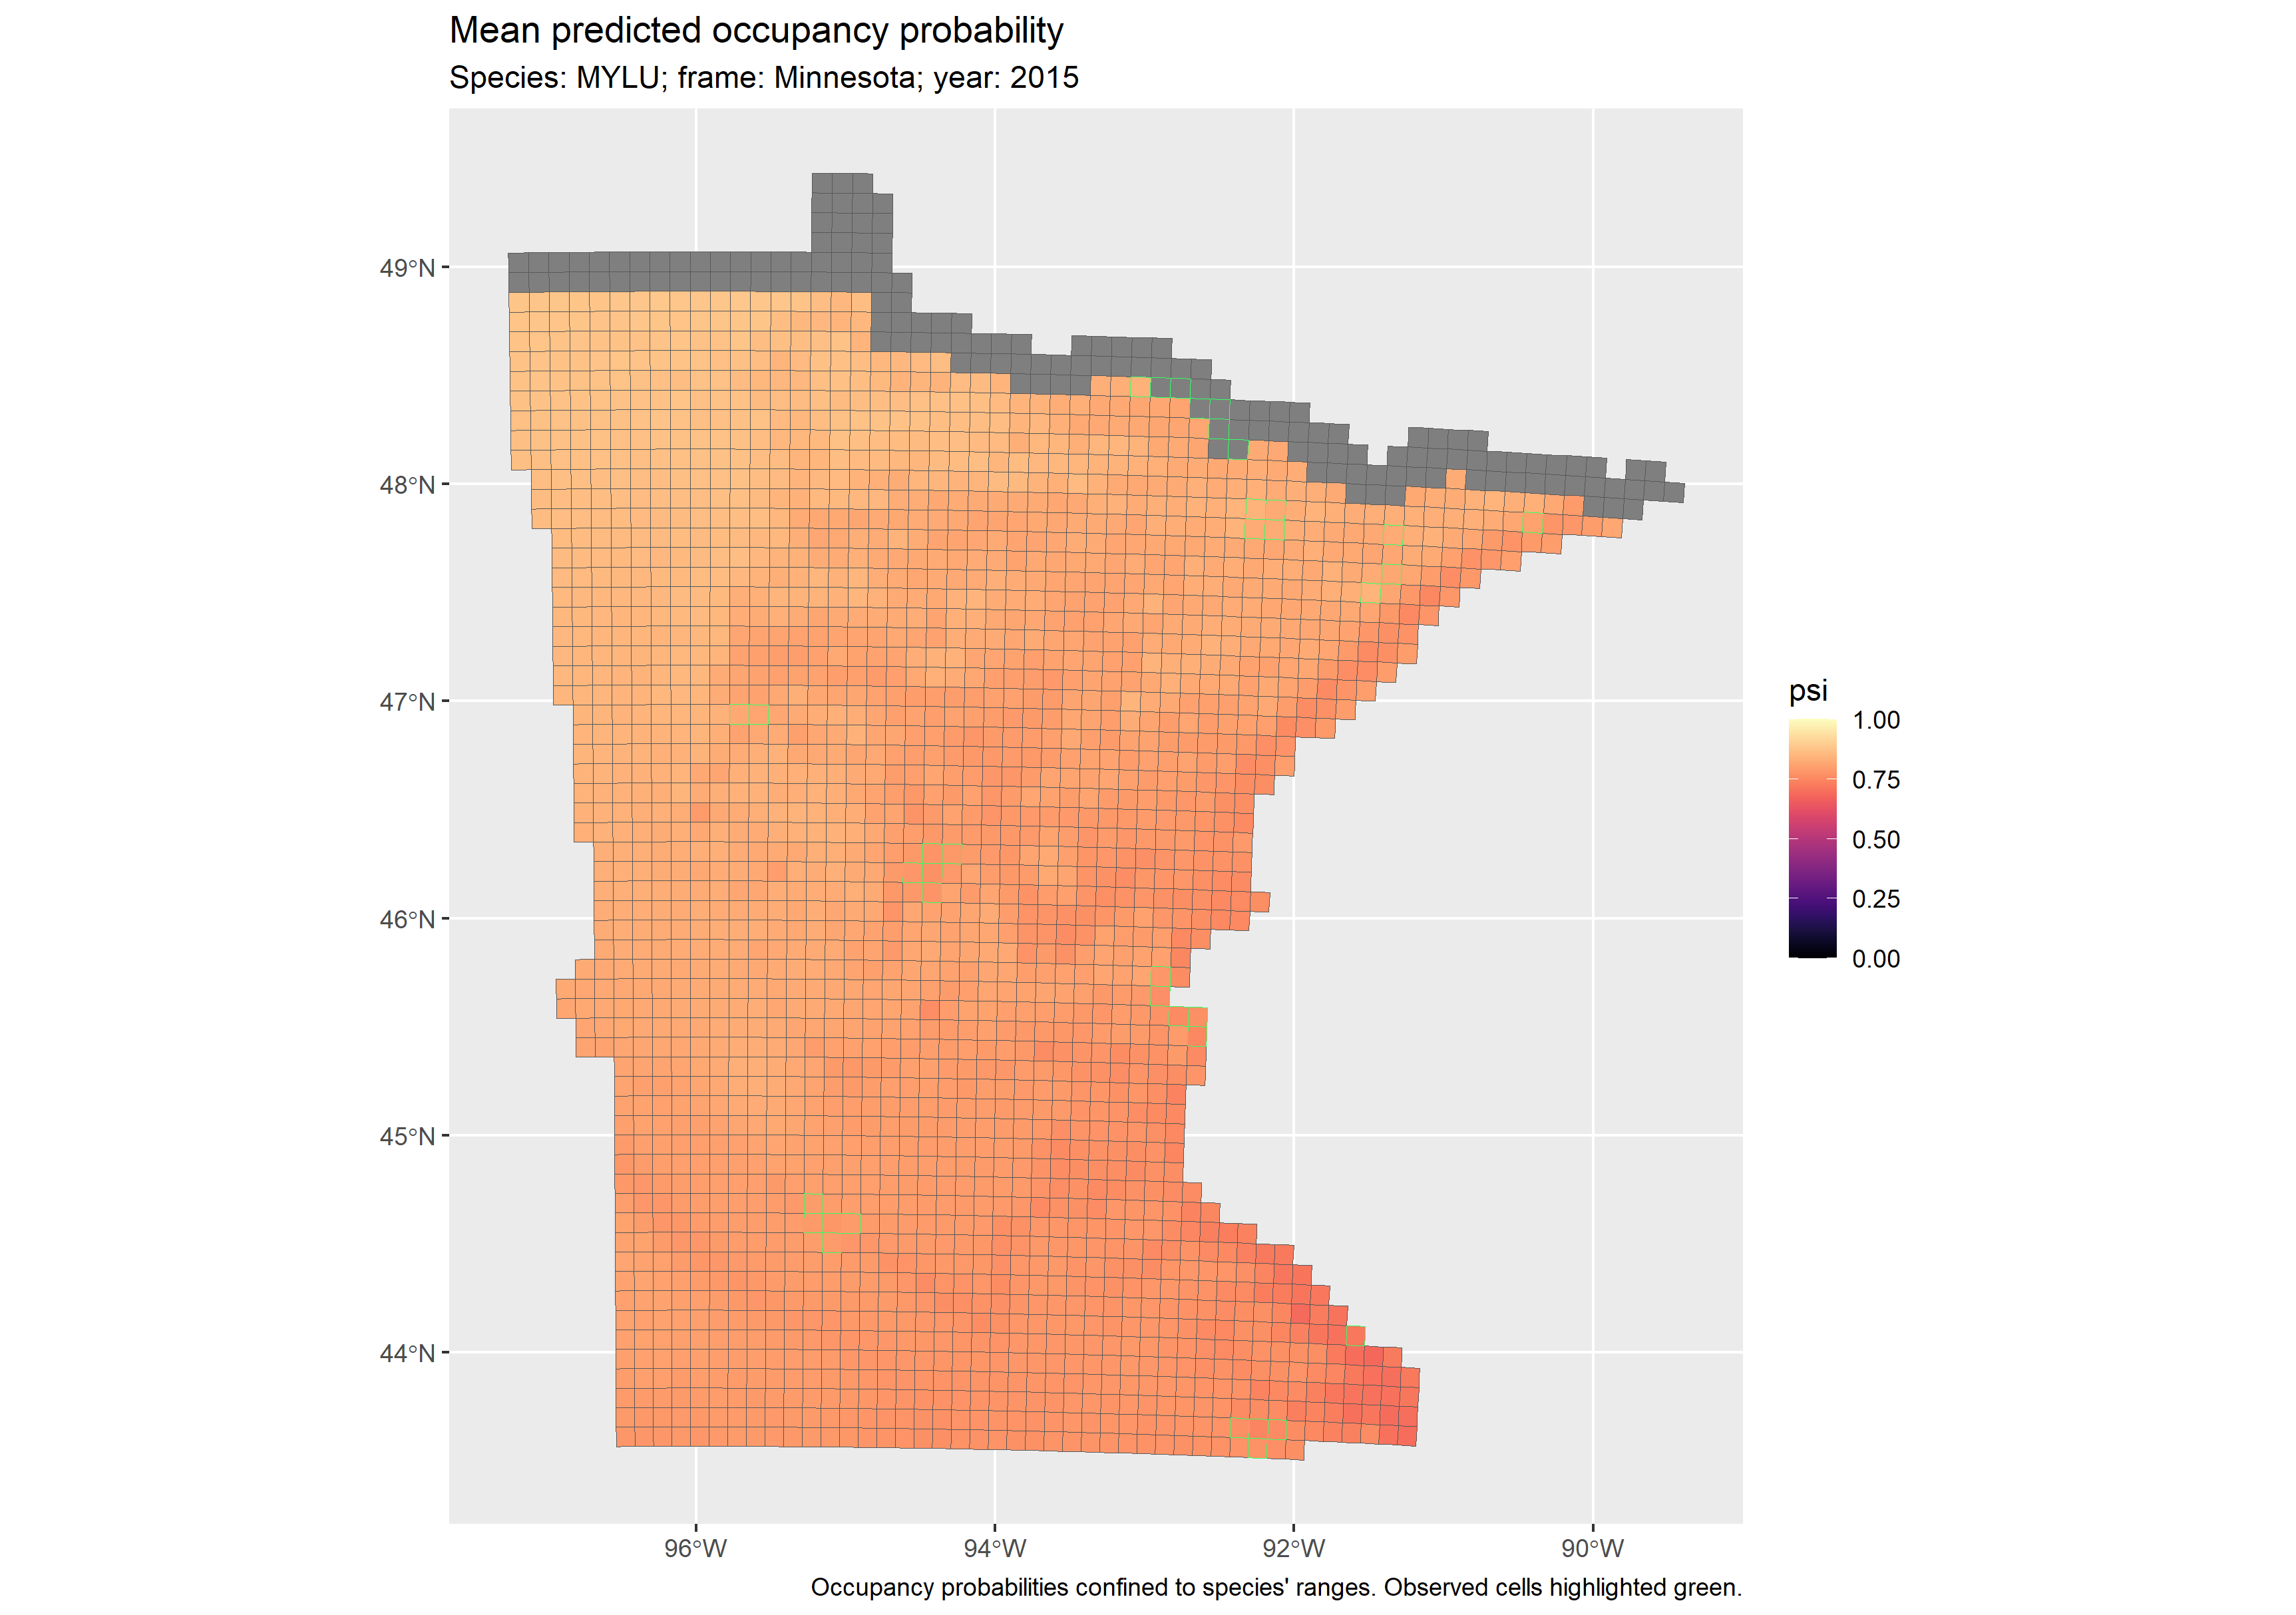 Mean predicted occupancy probability
Species: MYLU; frame: Minnesota; year: 2015
49°N
48°N
47°N
46°N
45°N
44°N
96°W
94°W
92°W
90°W
psi
1.00
0.75
0.50
0.25
0.00
Occupancy probabilities confined to species' ranges. Observed cells highlighted green.